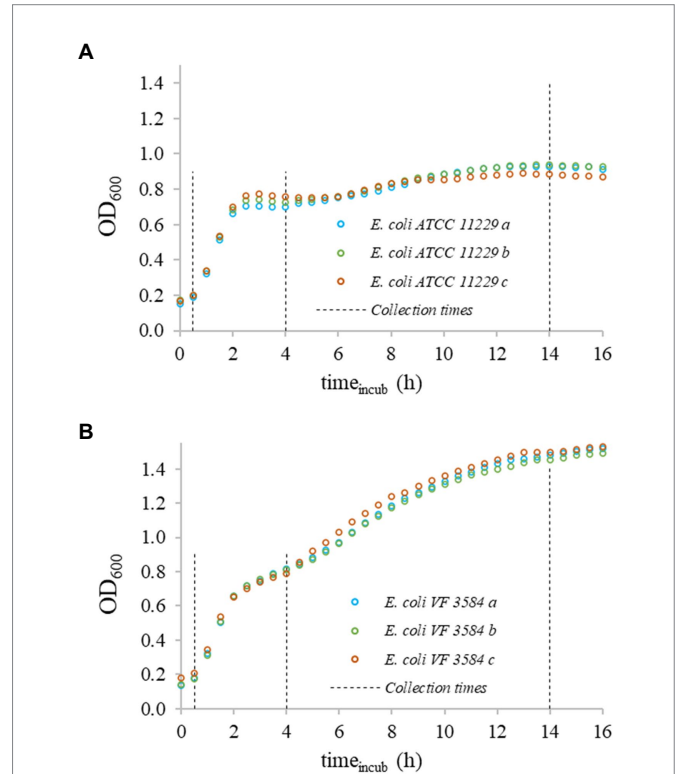 A
1.4
1.2
1.0
0.8
0.6
0.4
0.2
0.0
OD600
E. coli ATCC 11229 a
E. coli ATCC 11229 b
E. coli ATCC 11229 c
Collection times
0 2 4 6 8 10 12 14 16
timeincub (h)
B
1.4
1.2
1.0
0.8
0.6
0.4
0.2
0.0
OD600
E. coli VF 3584 a
E. coli VF 3584 b
E. coli VF 3584 c
Collection times
0 2 4 6 8 10 12 14 16
timeincub (h)